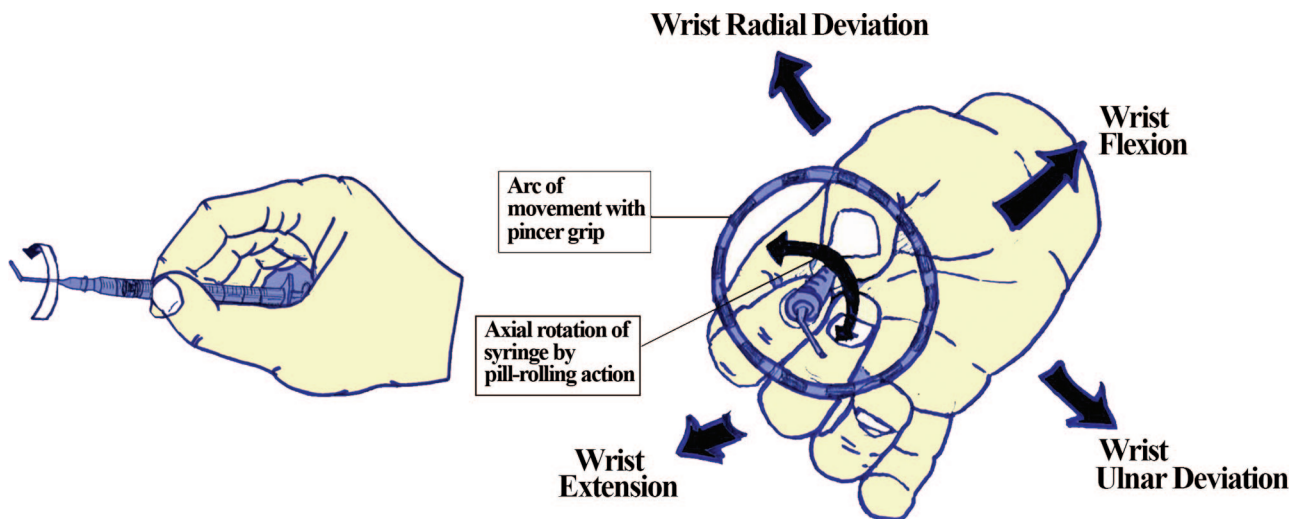 Wrist Radial Deviation
Wrist
Flexion
Arc of
movement with
pincer grip
Axial rotation of
syringe by
pill-rolling action
Wrist
Extension
Wrist
Ulnar Deviation